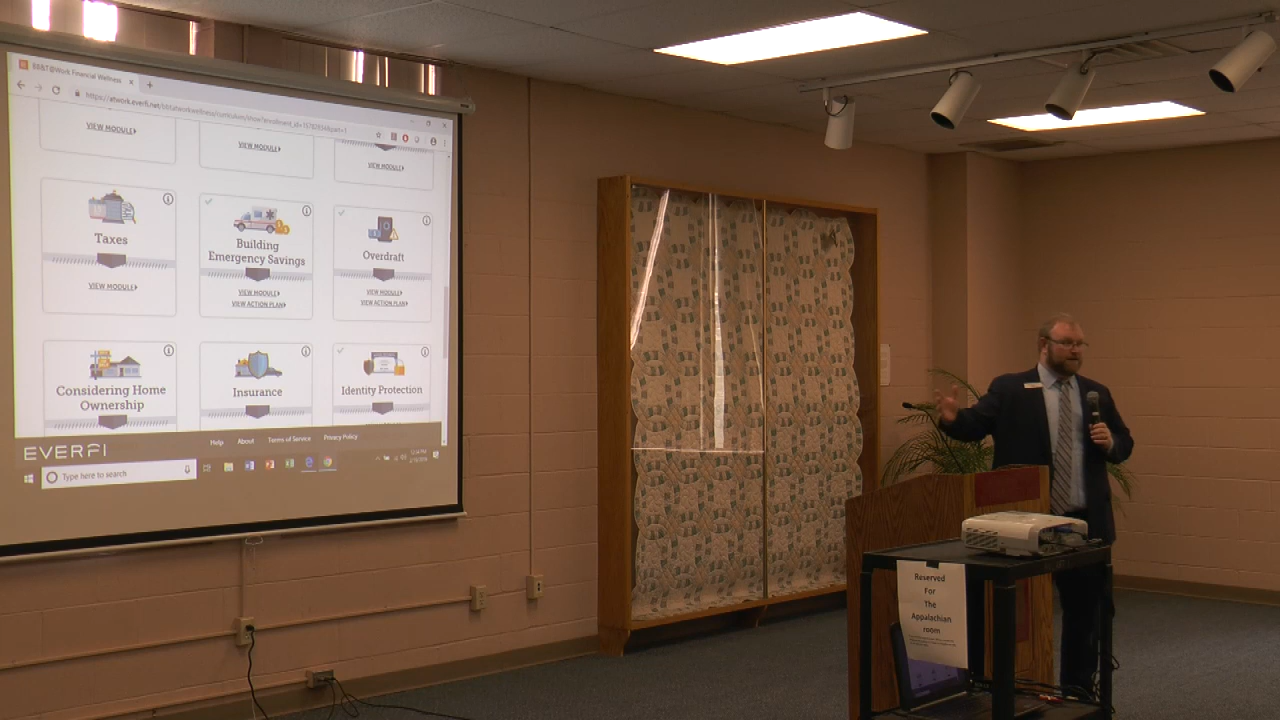 BB&T@Work Financial Wellness
VIEW MODULE
VIEW MODULE
VIEW MODULE
Taxes
VIEW MODULE
Building
Emergency Savings
VIEW MODULE
VIEW ACTION PLAN
Overdraft
VIEW MODULE
VIEW ACTION PLAN
Considering Home
Ownership
Insurance
Identity Protection
EVERFI
Help About Terms of Service Privacy Policy
Type here to search
Reserved
For
The
Appalachian
room